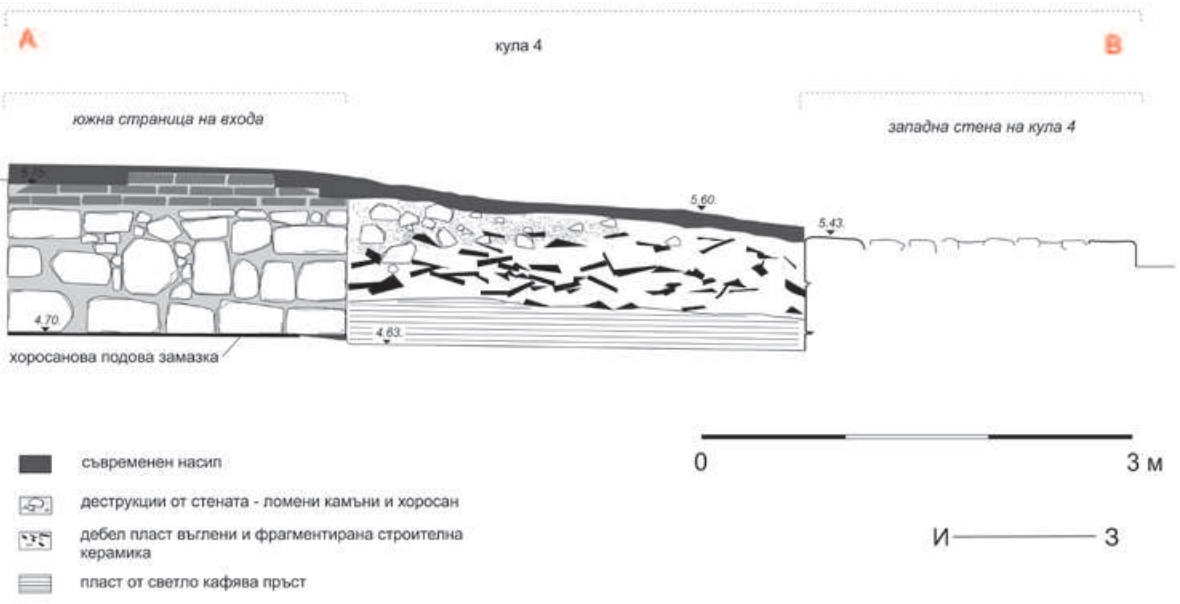 A
кула 4
B
южна страница на входа
западна стена на кула 4
5.75.
5.60.
5.43.
4.70.
4.63.
хоросанова подова замазка
съвременен насип
деструкции от стената - ломени камъни и хоросан
дебел пласт въглени и фрагментирана строителна
керамика
пласт от светло кафява пръст
0
3 м
И
З